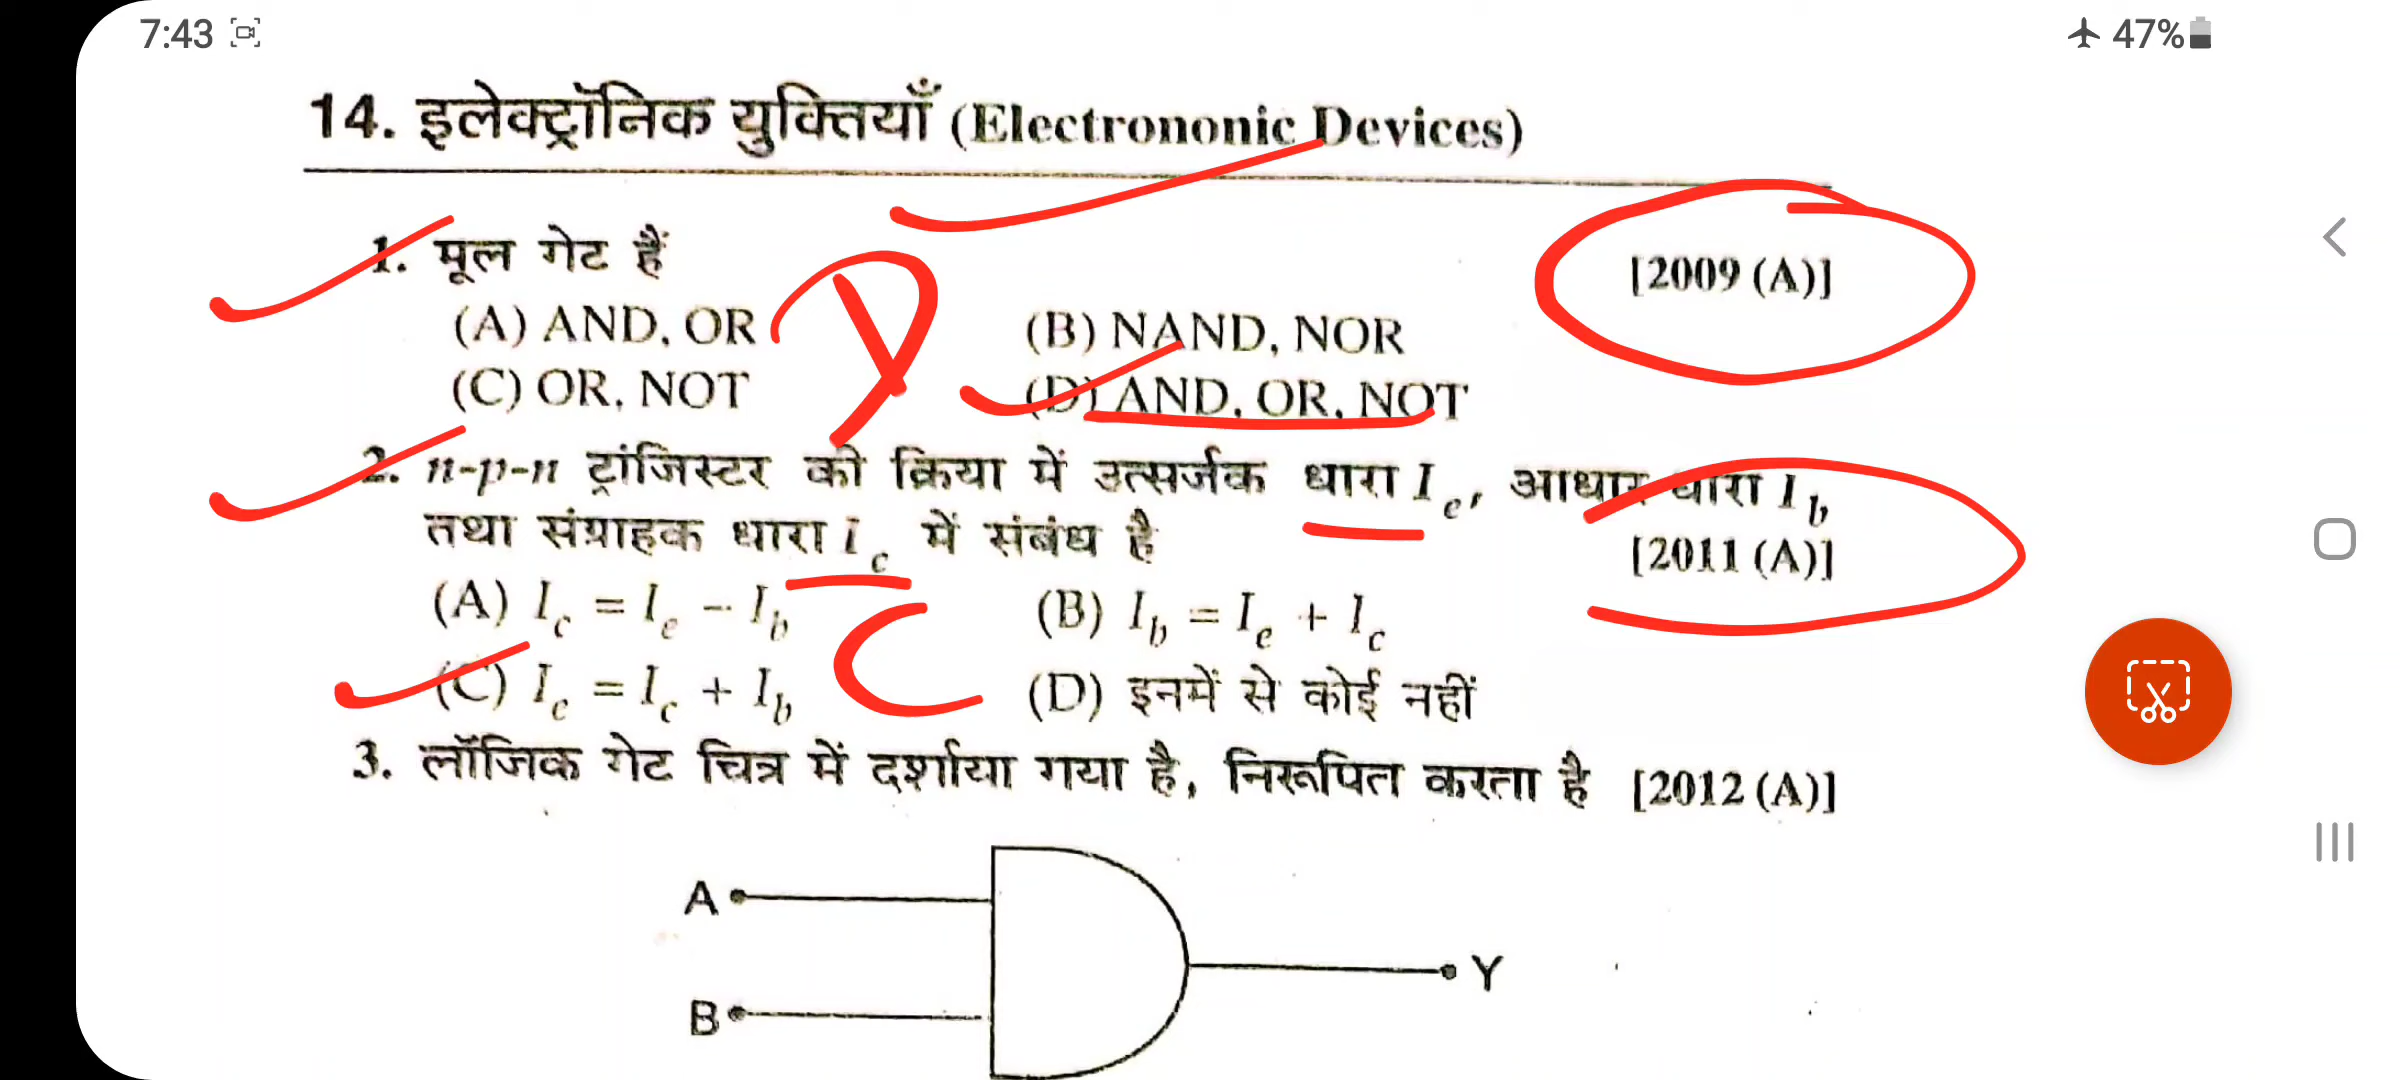 7:43 47%
14. इलेक्ट्रॉनिक युक्तियाँ (Electrononic Devices)
1. मूल गेट हैं [2009 (A)]
(A) AND, OR (B) NAND, NOR
(C) OR, NOT (D) AND, OR, NOT
2. n-p-n ट्रांजिस्टर की क्रिया में उत्सर्जक धारा I_e, आधार धारा I_b
तथा संग्राहक धारा I_c में संबंध है [2011 (A)]
(A) I_c = I_e − I_b (B) I_b = I_e + I_c
(C) I_e = I_c + I_b (D) इनमें से कोई नहीं
3. लॉजिक गेट चित्र में दर्शाया गया है, निरूपित करता है [2012 (A)]
A
Y
B